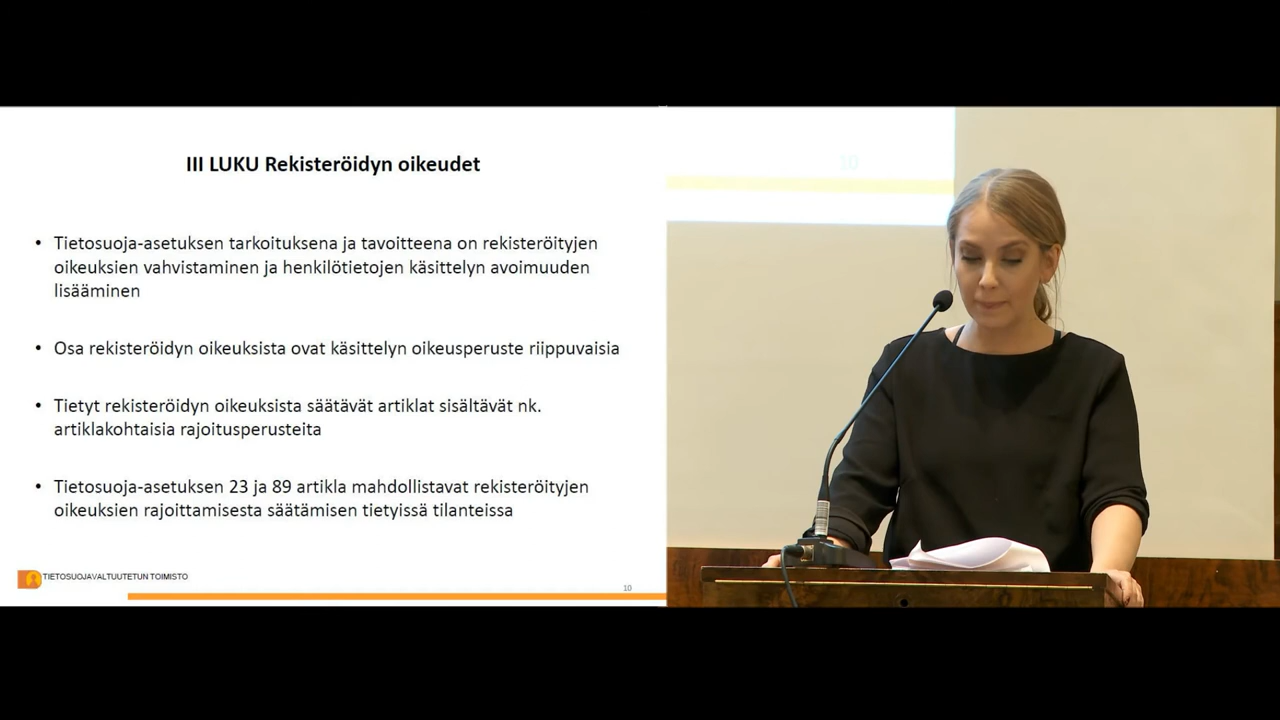 III LUKU Rekisteröidyn oikeudet
• Tietosuoja-asetuksen tarkoituksena ja tavoitteena on rekisteröityjen
oikeuksien vahvistaminen ja henkilötietojen käsittelyn avoimuuden
lisääminen
• Osa rekisteröidyn oikeuksista ovat käsittelyn oikeusperuste riippuvaisia
• Tietyt rekisteröidyn oikeuksista säätävät artiklat sisältävät nk.
artiklakohtaisia rajoitusperusteita
• Tietosuoja-asetuksen 23 ja 89 artikla mahdollistavat rekisteröityjen
oikeuksien rajoittamisesta säätämisen tietyissä tilanteissa
TIETOSUOJAVALTUUTETUN TOIMISTO
10
10